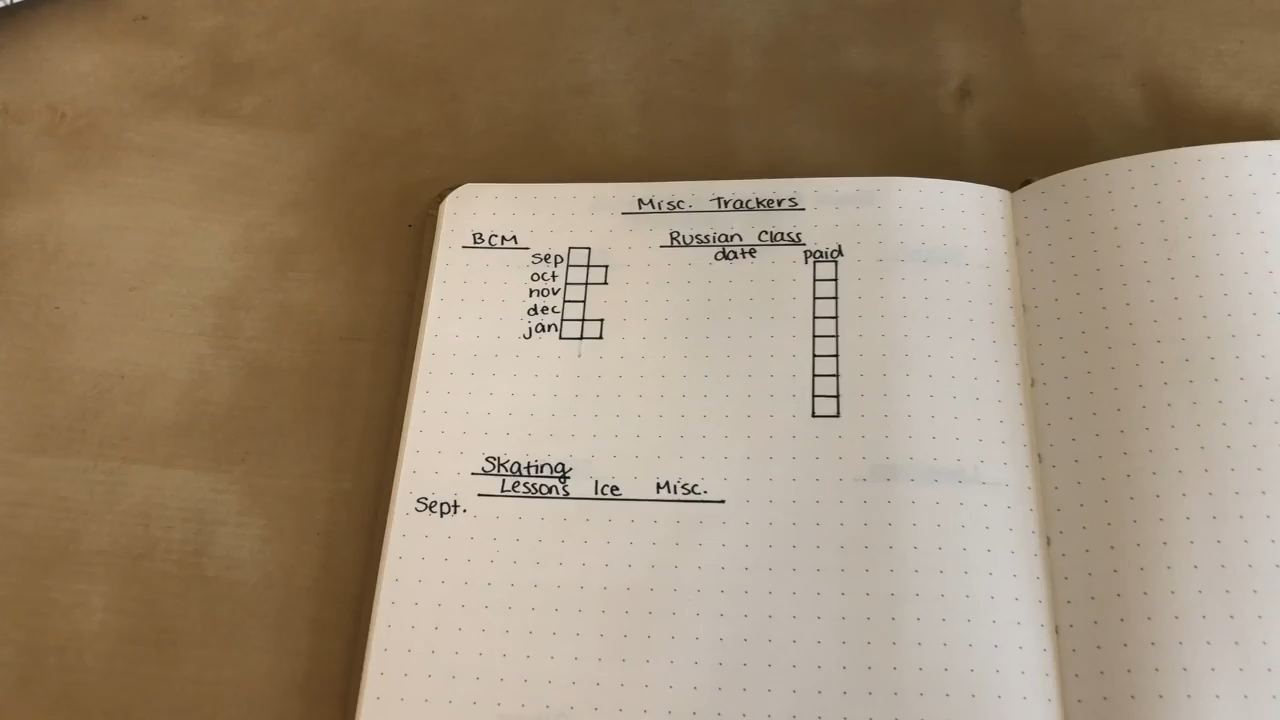 Misc. Trackers
BCM
sep
oct
nov
dec
jan
Russian Class
date paid
Skating
Lessons Ice Misc.
Sept.